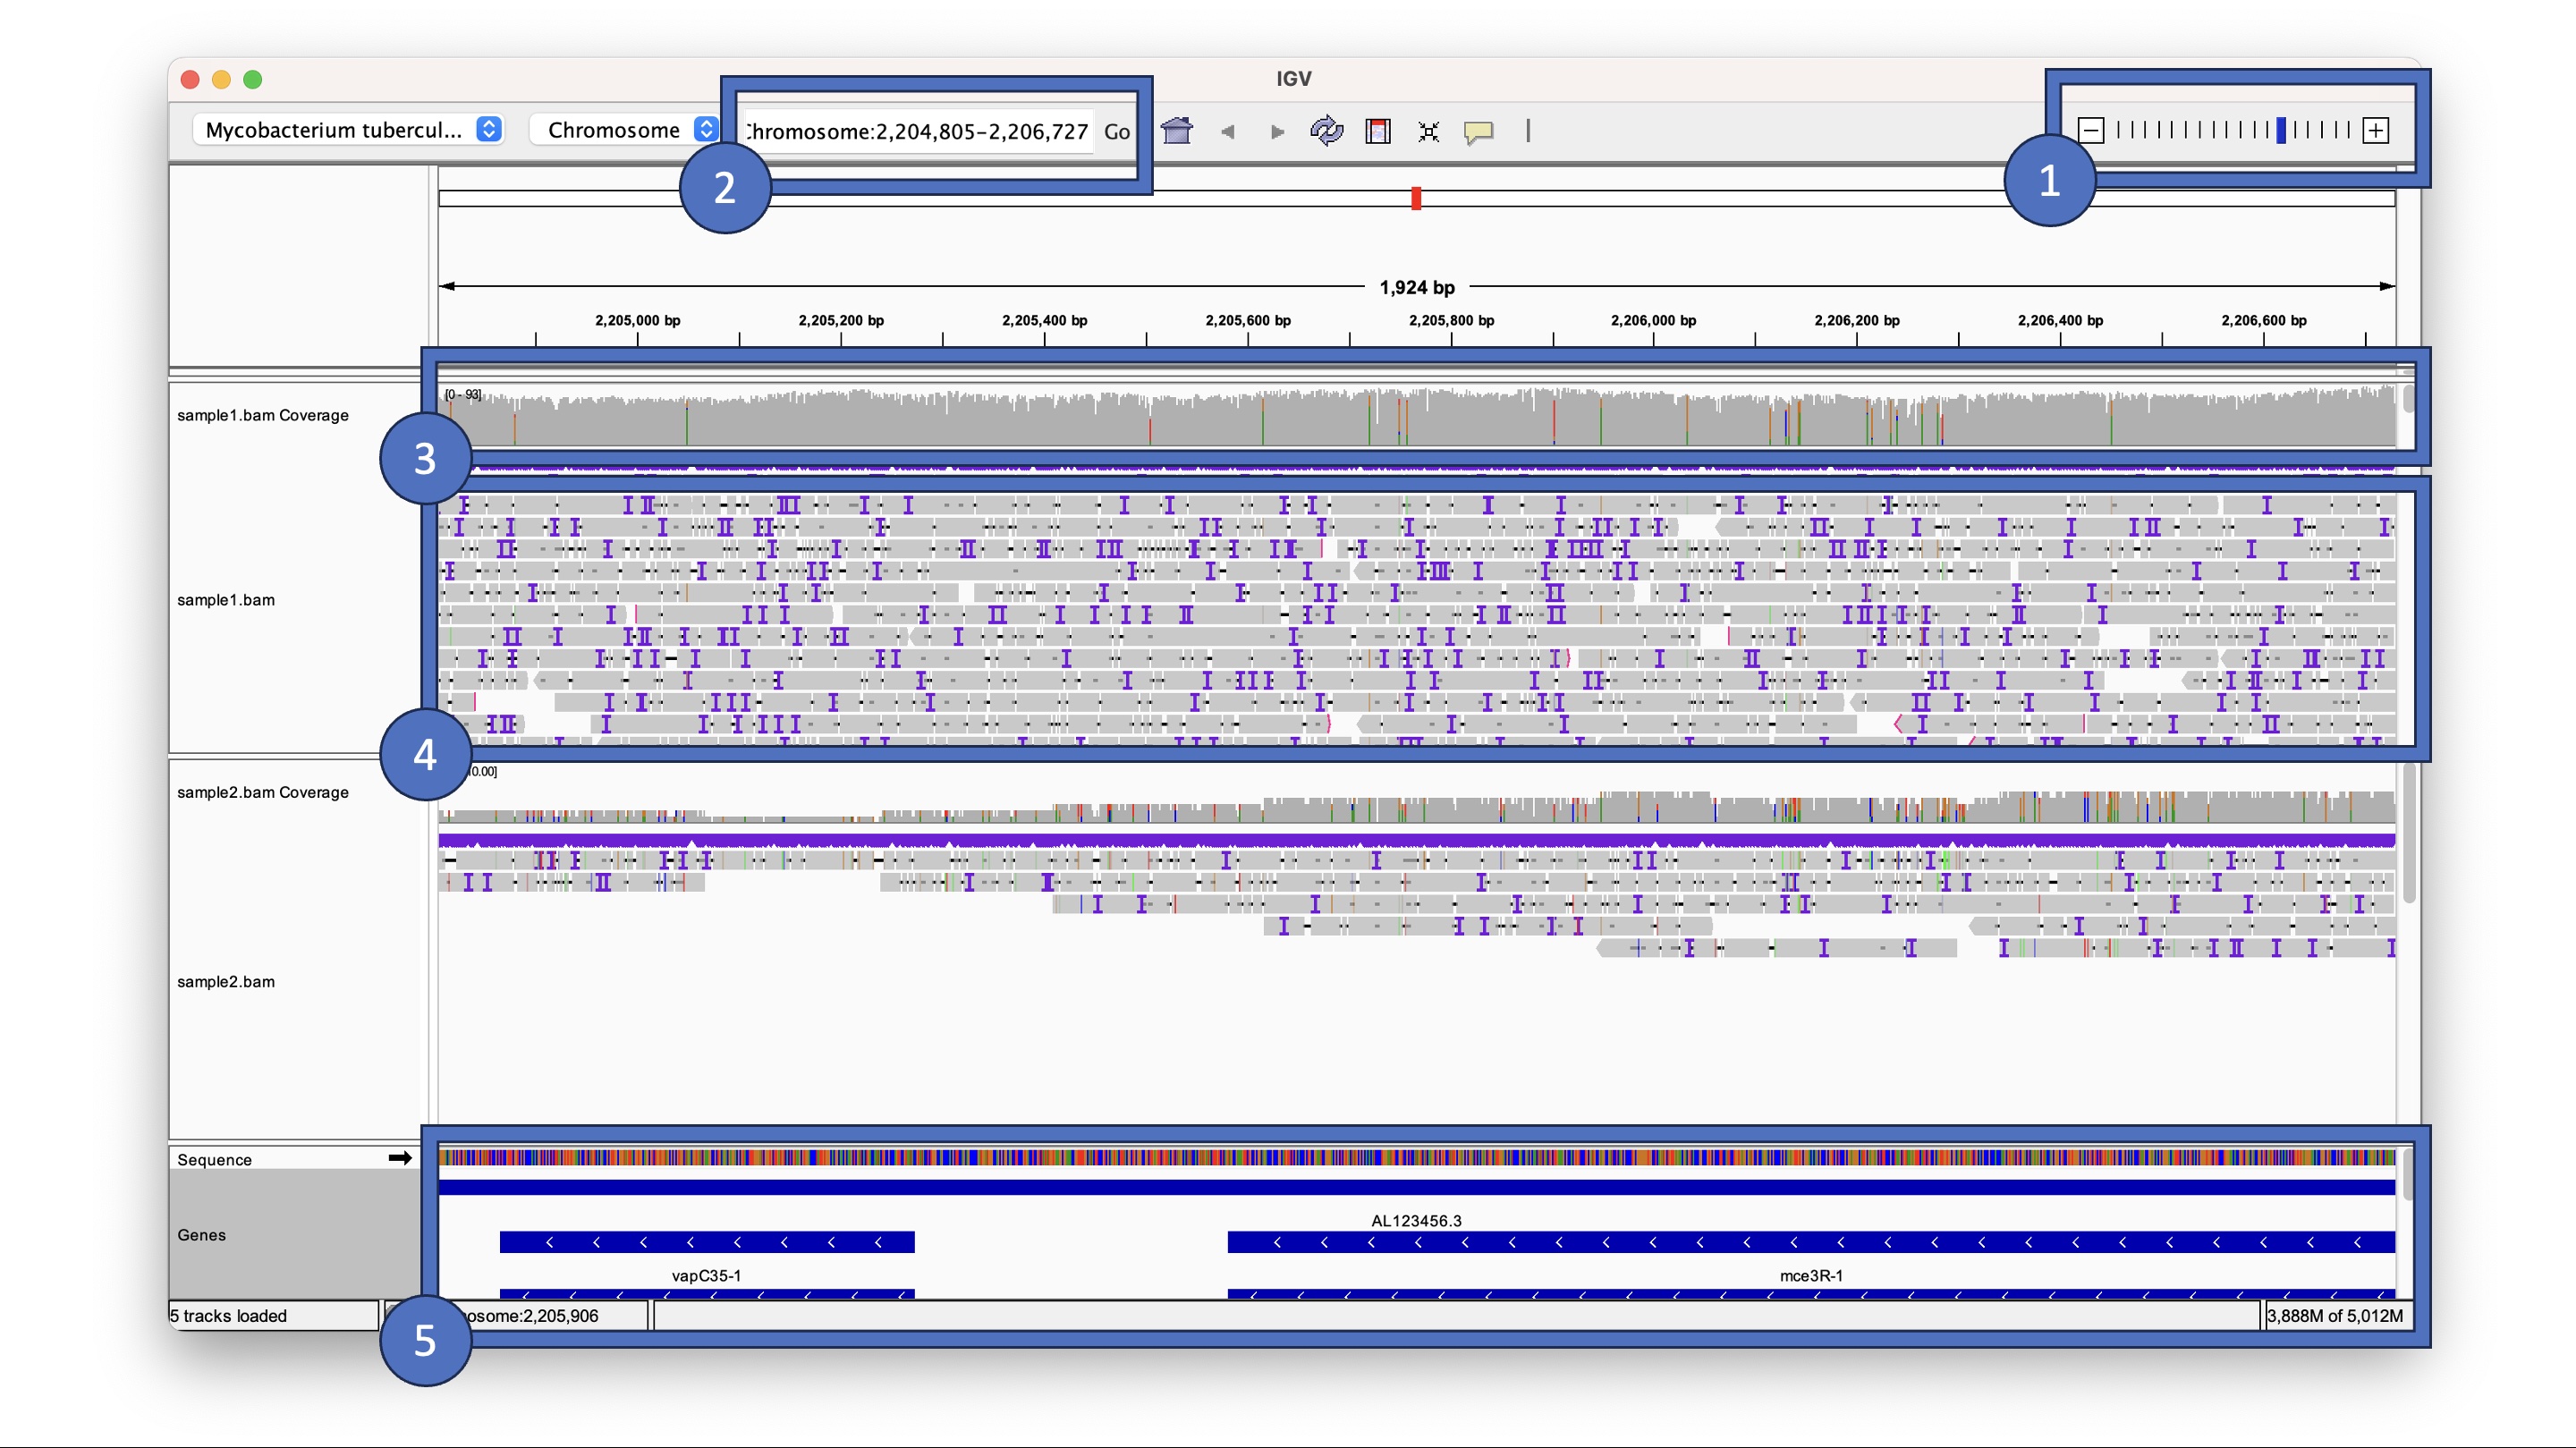 IGV
Mycobacterium tubercul... Chromosome :hromosome:2,204,805-2,206,727 Go
1
2
1,924 bp
2,205,000 bp 2,205,200 bp 2,205,400 bp 2,205,600 bp 2,205,800 bp 2,206,000 bp 2,206,200 bp 2,206,400 bp 2,206,600 bp
[0 - 93]
sample1.bam Coverage
3
sample1.bam
4
0.00]
sample2.bam Coverage
sample2.bam
Sequence
AL123456.3
Genes
vapC35-1 mce3R-1
5 tracks loaded osome:2,205,906 3,888M of 5,012M
5